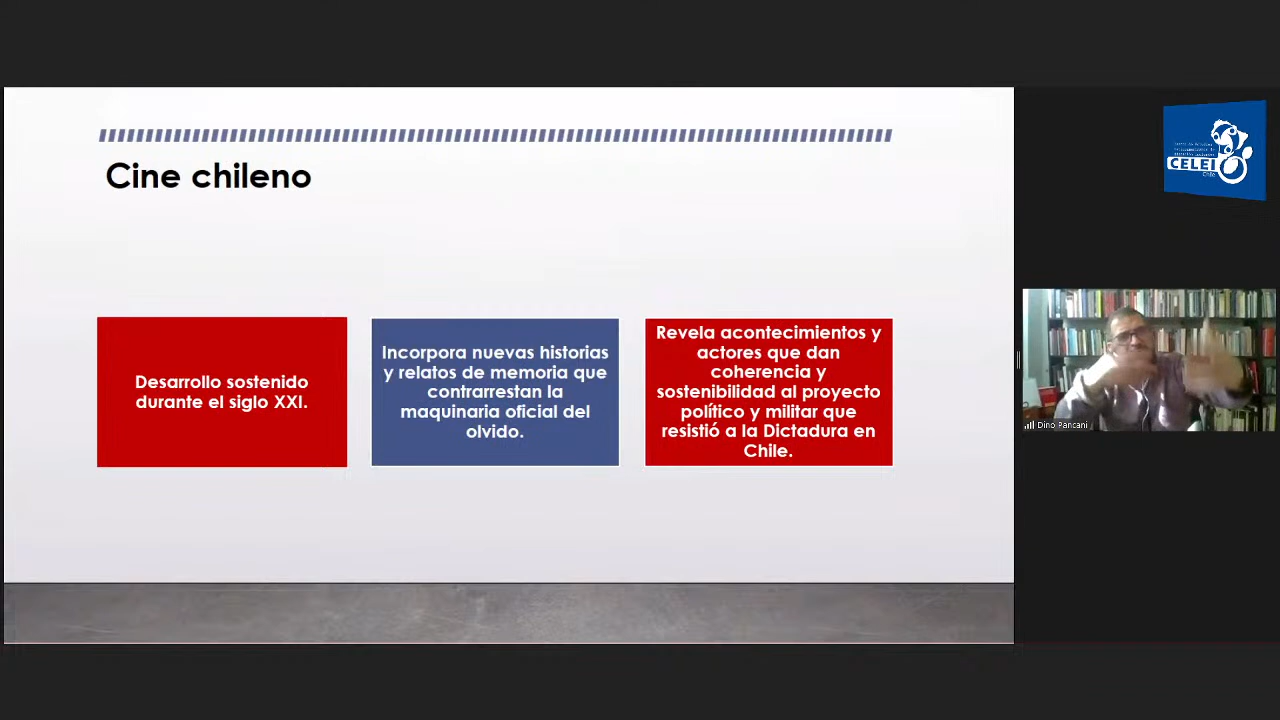 Cine chileno
Desarrollo sostenido
durante el siglo XXI.
Incorpora nuevas historias
y relatos de memoria que
contrarrestan la
maquinaria oficial del
olvido.
Revela acontecimientos y
actores que dan
coherencia y
sostenibilidad al proyecto
político y militar que
resistió a la Dictadura en
Chile.
CELEI
Chile
Dino Pancani